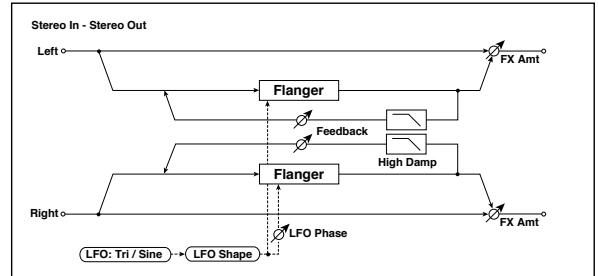 Stereo In - Stereo Out
Left
FX Amt
Flanger
Feedback
High Damp
Flanger
Right
FX Amt
LFO Phase
LFO: Tri / Sine
LFO Shape